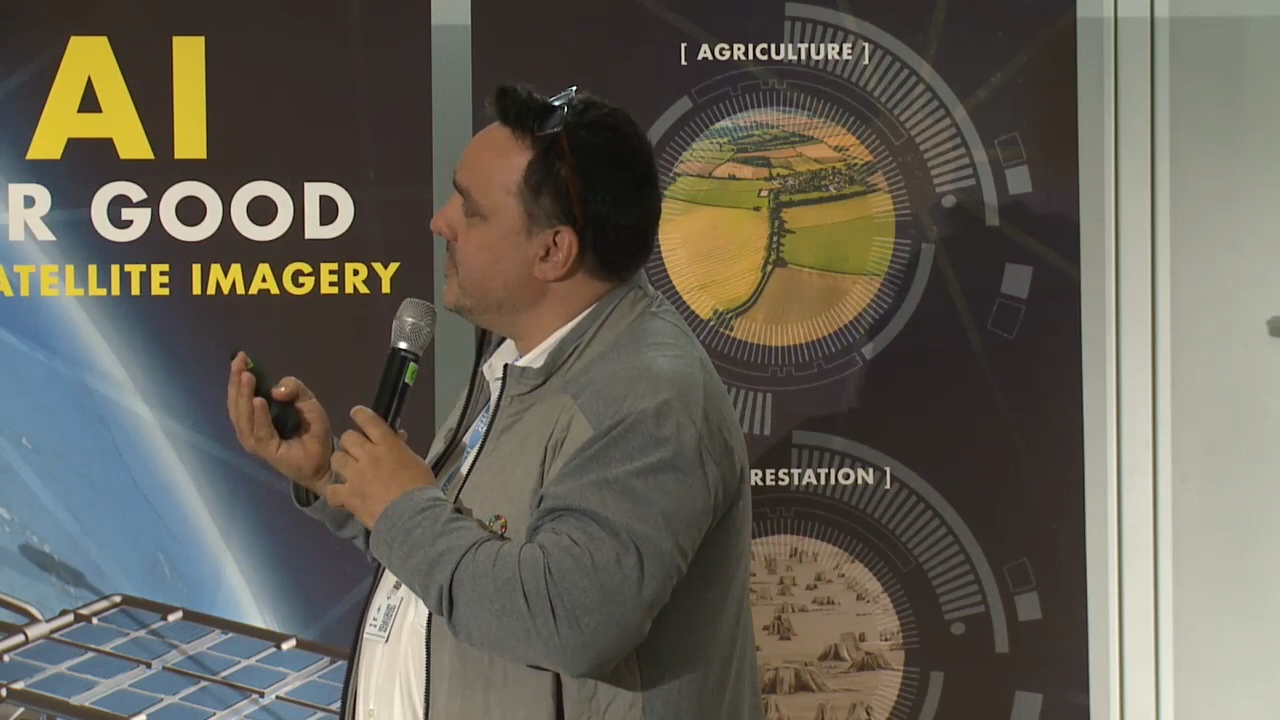 AI
R GOOD
ATELLITE IMAGERY
[ AGRICULTURE ]
RESTATION ]